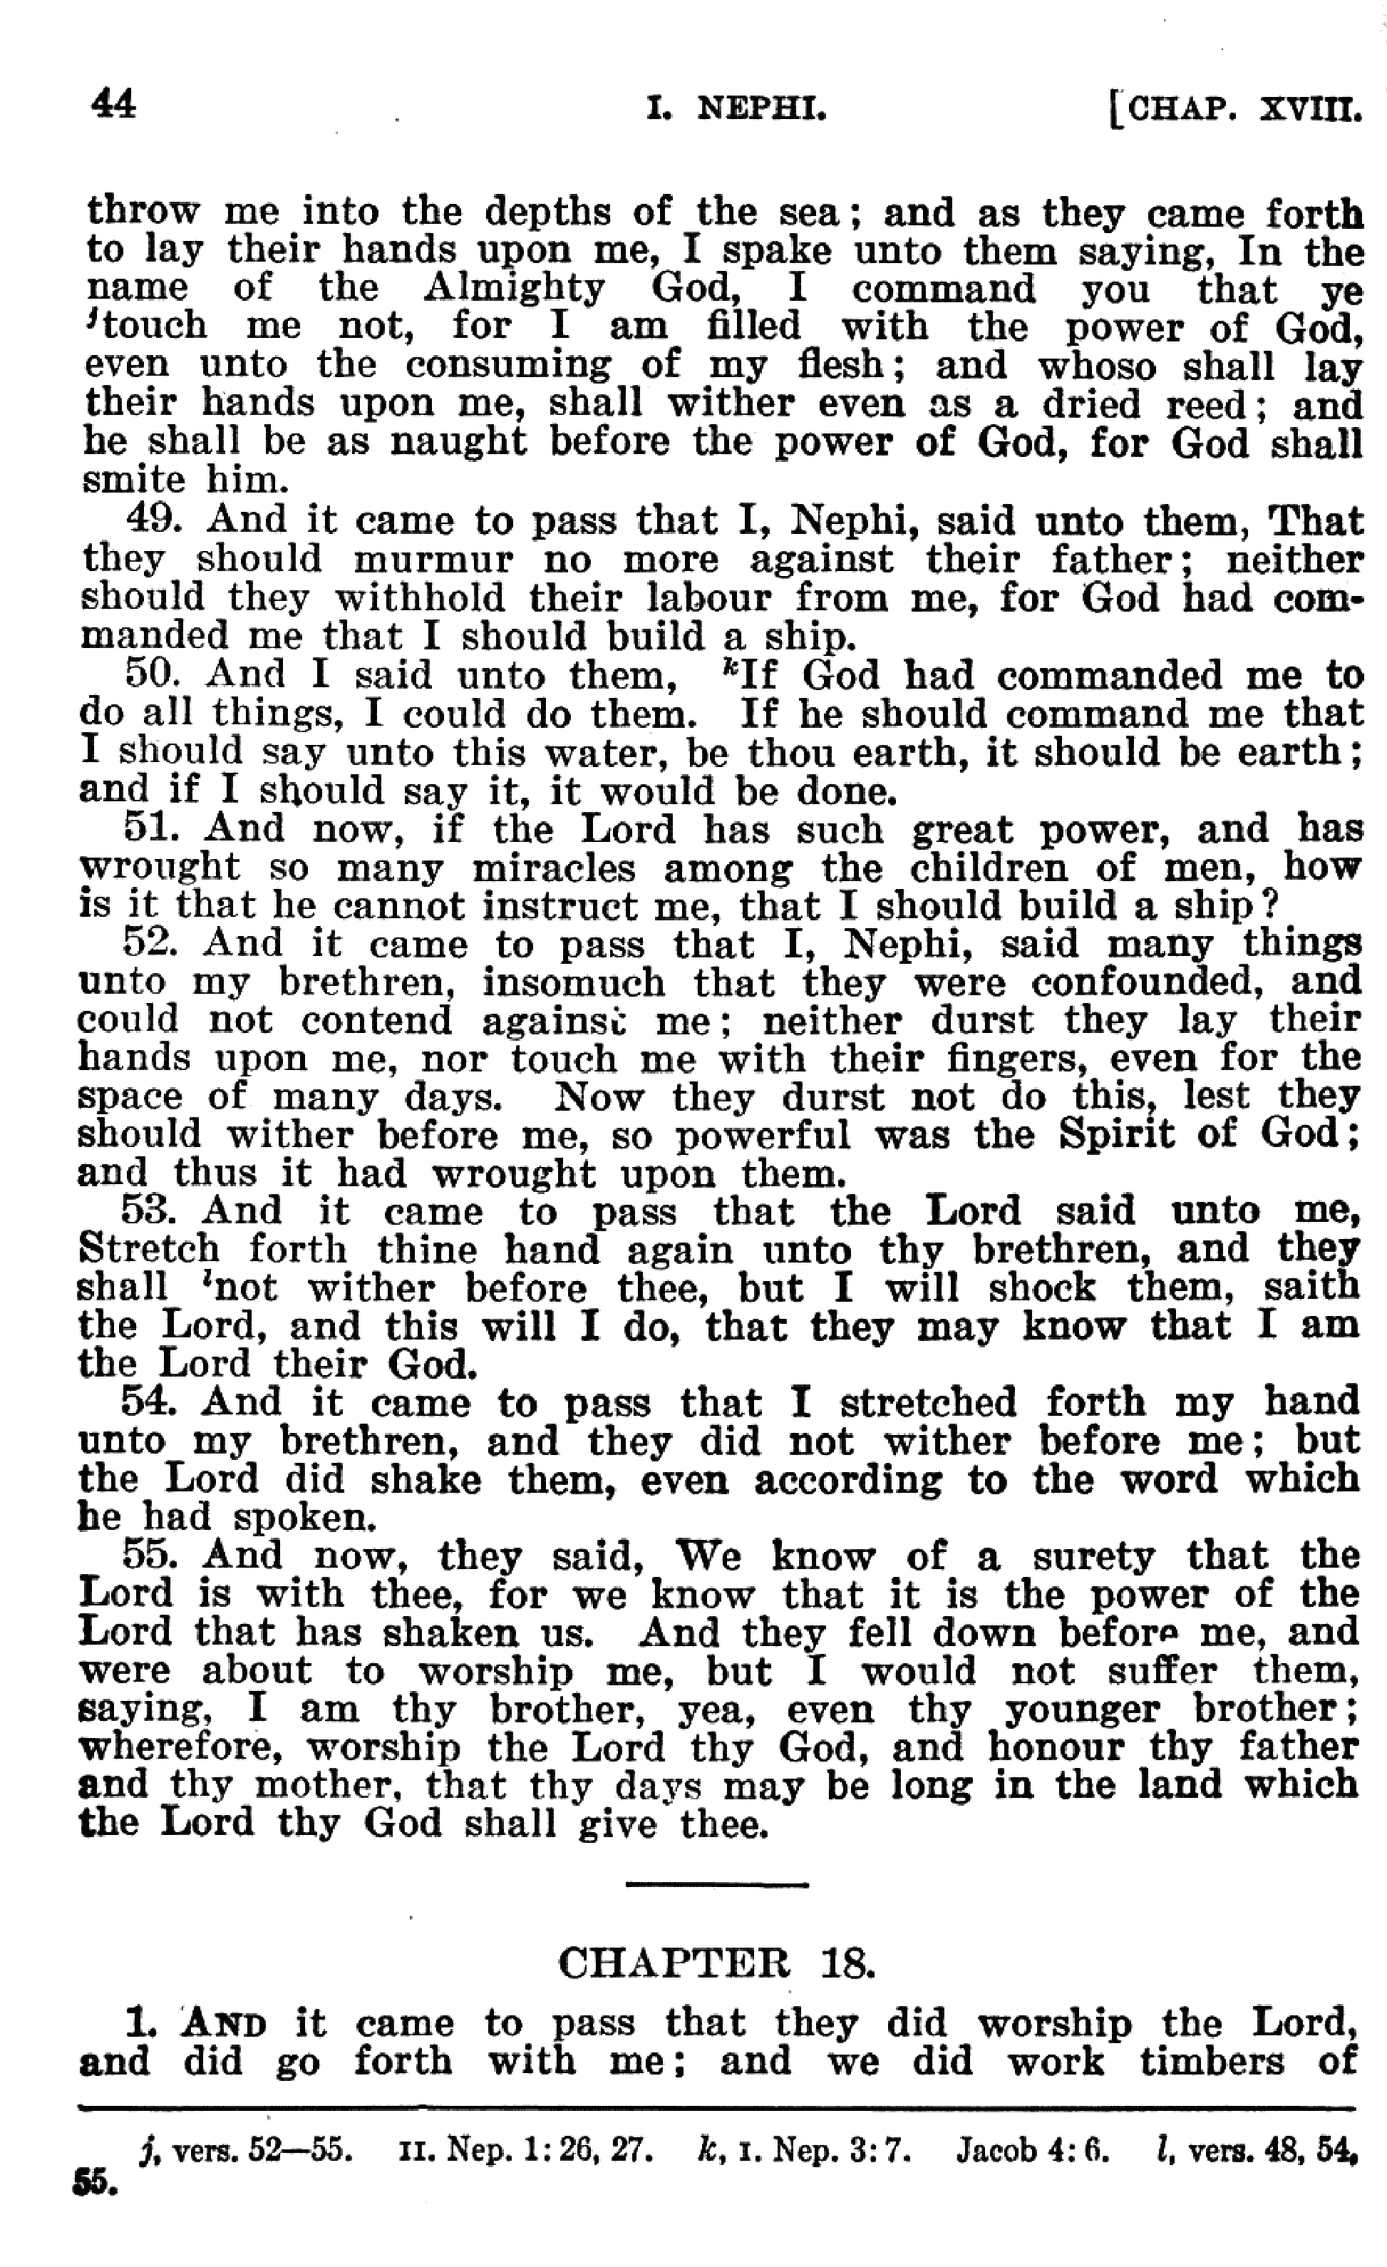 44 I. NEPHI. [CHAP. XVIII.
throw me into the depths of the sea; and as they came forth
to lay their hands upon me, I spake unto them saying, In the
name of the Almighty God, I command you that ye
jtouch me not, for I am filled with the power of God,
even unto the consuming of my flesh; and whoso shall lay
their hands upon me, shall wither even as a dried reed; and
he shall be as naught before the power of God, for God shall
smite him.
49. And it came to pass that I, Nephi, said unto them, That
they should murmur no more against their father; neither
should they withhold their labour from me, for God had com-
manded me that I should build a ship.
50. And I said unto them, kIf God had commanded me to
do all things, I could do them. If he should command me that
I should say unto this water, be thou earth, it should be earth;
and if I should say it, it would be done.
51. And now, if the Lord has such great power, and has
wrought so many miracles among the children of men, how
is it that he cannot instruct me, that I should build a ship?
52. And it came to pass that I, Nephi, said many things
unto my brethren, insomuch that they were confounded, and
could not contend against me; neither durst they lay their
hands upon me, nor touch me with their fingers, even for the
space of many days. Now they durst not do this, lest they
should wither before me, so powerful was the Spirit of God;
and thus it had wrought upon them.
53. And it came to pass that the Lord said unto me,
Stretch forth thine hand again unto thy brethren, and they
shall lnot wither before thee, but I will shock them, saith
the Lord, and this will I do, that they may know that I am
the Lord their God.
54. And it came to pass that I stretched forth my hand
unto my brethren, and they did not wither before me; but
the Lord did shake them, even according to the word which
he had spoken.
55. And now, they said, We know of a surety that the
Lord is with thee, for we know that it is the power of the
Lord that has shaken us. And they fell down before me, and
were about to worship me, but I would not suffer them,
saying, I am thy brother, yea, even thy younger brother;
wherefore, worship the Lord thy God, and honour thy father
and thy mother, that thy days may be long in the land which
the Lord thy God shall give thee.
CHAPTER 18.
1. AND it came to pass that they did worship the Lord,
and did go forth with me; and we did work timbers of
j, vers. 52—55. II. Nep. 1: 26, 27. k, I. Nep. 3: 7. Jacob 4: 6. l, vers. 48, 54,
55.